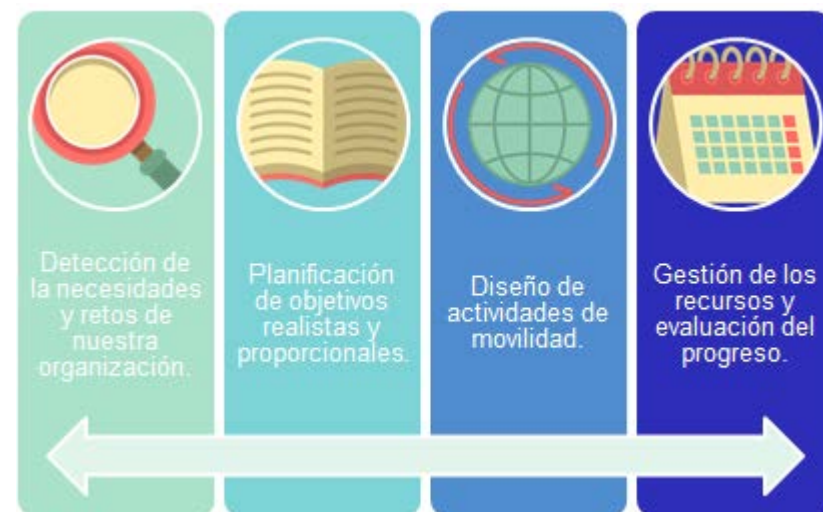 Detección de
la necesidades
y retos de
nuestra
organización.
Planificación
de objetivos
realistas y
proporcionales.
Diseño de
actividades de
movilidad.
Gestión de los
recursos y
evaluación del
progreso.